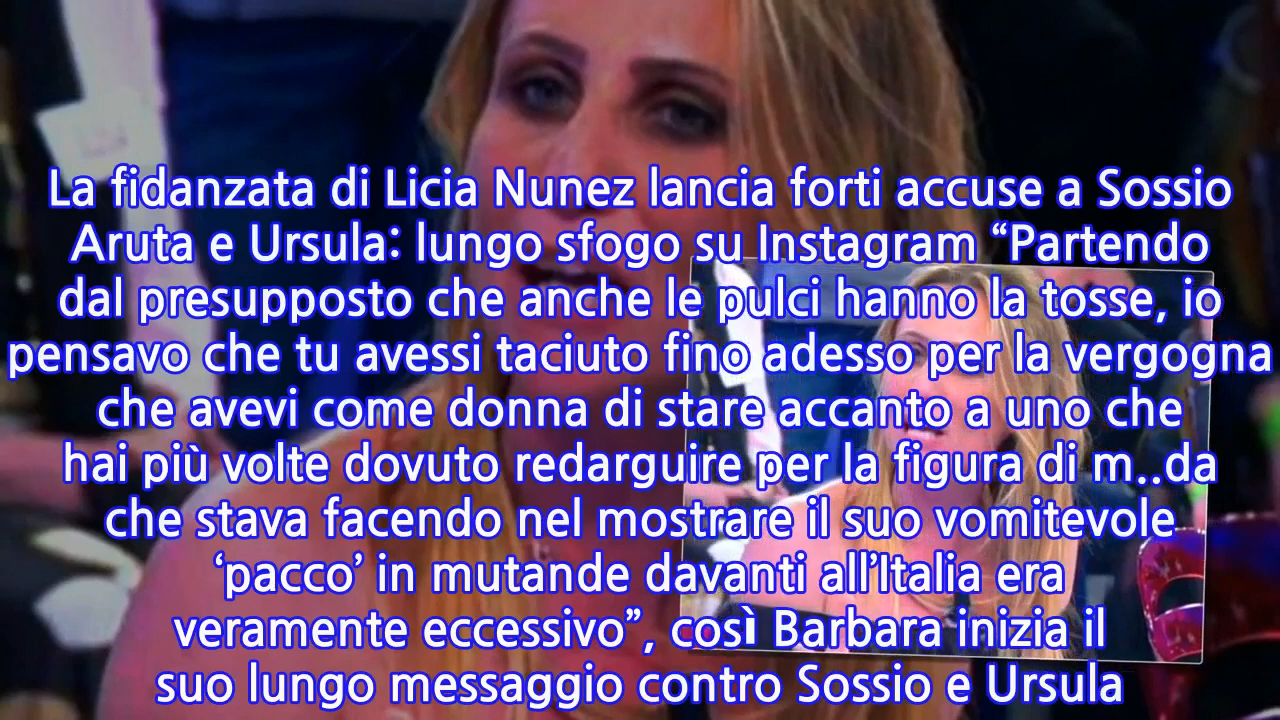 La fidanzata di Licia Nunez lancia forti accuse a Sossio
Aruta e Ursula: lungo sfogo su Instagram “Partendo
dal presupposto che anche le pulci hanno la tosse, io
pensavo che tu avessi taciuto fino adesso per la vergogna
che avevi come donna di stare accanto a uno che
hai più volte dovuto redarguire per la figura di m..da
che stava facendo nel mostrare il suo vomitevole
‘pacco’ in mutande davanti all’Italia era
veramente eccessivo”, così Barbara inizia il
suo lungo messaggio contro Sossio e Ursula